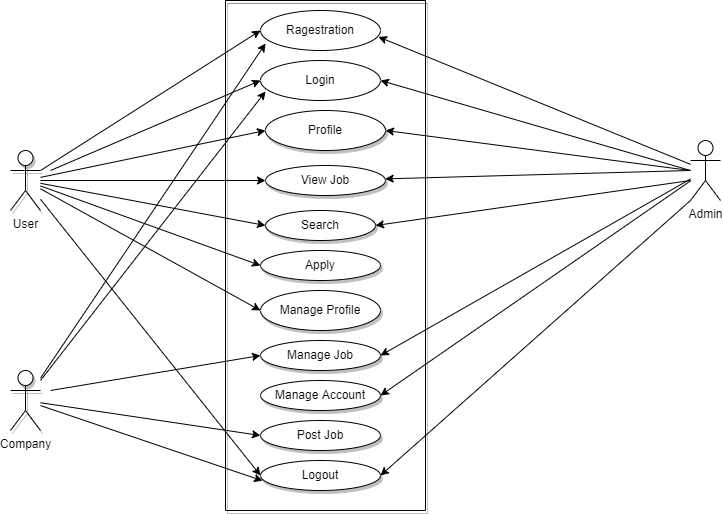 Ragestration
Login
Profile
View Job
Search
Apply
Manage Profile
Manage Job
Manage Account
Post Job
Logout
User
Company
Admin